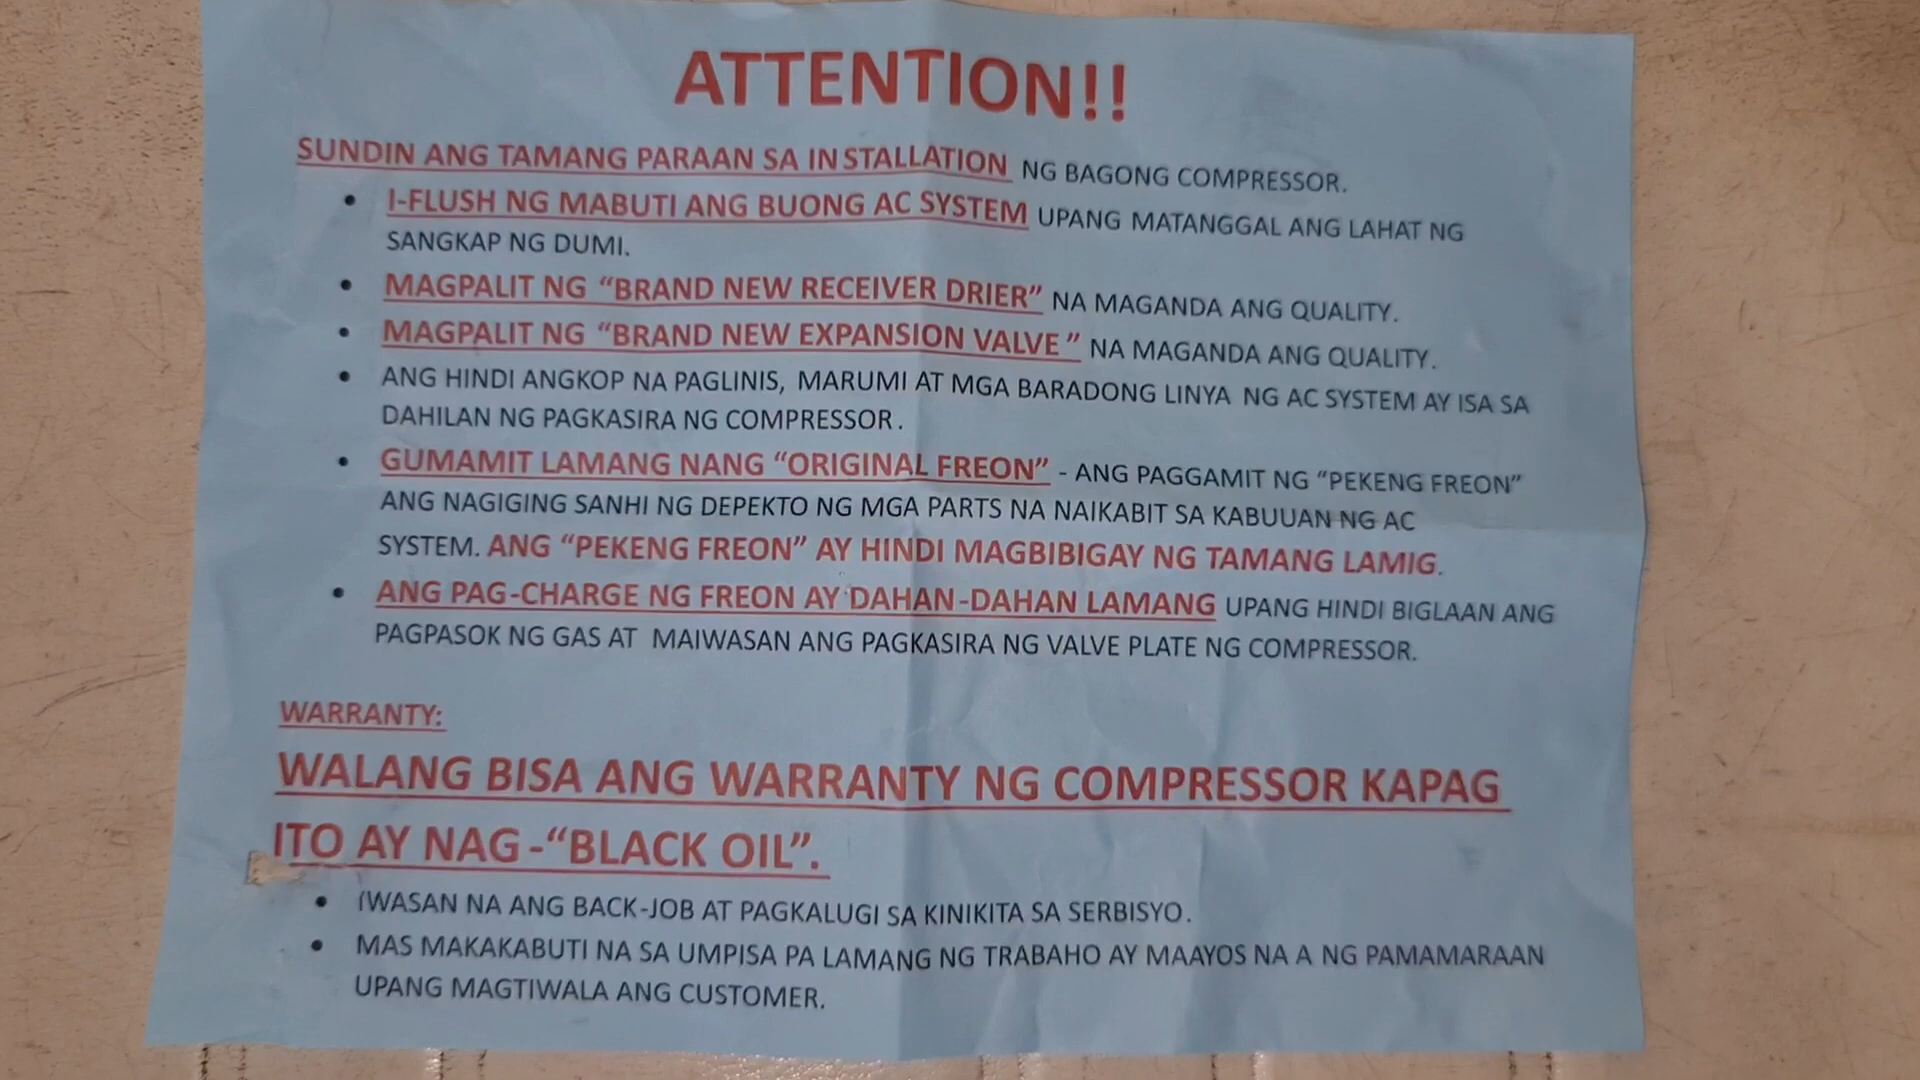 ATTENTION!!
SUNDIN ANG TAMANG PARAAN SA INSTALLATION NG BAGONG COMPRESSOR.
• I-FLUSH NG MABUTI ANG BUONG AC SYSTEM UPANG MATANGGAL ANG LAHAT NG
SANGKAP NG DUMI.
• MAGPALIT NG “BRAND NEW RECEIVER DRIER” NA MAGANDA ANG QUALITY.
• MAGPALIT NG “BRAND NEW EXPANSION VALVE” NA MAGANDA ANG QUALITY.
• ANG HINDI ANGKOP NA PAGLINIS, MARUMI AT MGA BARADONG LINYA NG AC SYSTEM AY ISA SA
DAHILAN NG PAGKASIRA NG COMPRESSOR.
• GUMAMIT LAMANG NANG “ORIGINAL FREON” - ANG PAGGAMIT NG “PEKENG FREON”
ANG NAGIGING SANHI NG DEPEKTO NG MGA PARTS NA NAIKABIT SA KABUUAN NG AC
SYSTEM. ANG “PEKENG FREON” AY HINDI MAGBIBIGAY NG TAMANG LAMIG.
• ANG PAG-CHARGE NG FREON AY DAHAN-DAHAN LAMANG UPANG HINDI BIGLAAN ANG
PAGPASOK NG GAS AT MAIWASAN ANG PAGKASIRA NG VALVE PLATE NG COMPRESSOR.
WARRANTY:
WALANG BISA ANG WARRANTY NG COMPRESSOR KAPAG
ITO AY NAG-“BLACK OIL”.
• IWASAN NA ANG BACK-JOB AT PAGKALUGI SA KINIKITA SA SERBISYO.
• MAS MAKAKABUTI NA SA UMPISA PA LAMANG NG TRABAHO AY MAAYOS NA A NG PAMAMARAAN
UPANG MAGTIWALA ANG CUSTOMER.